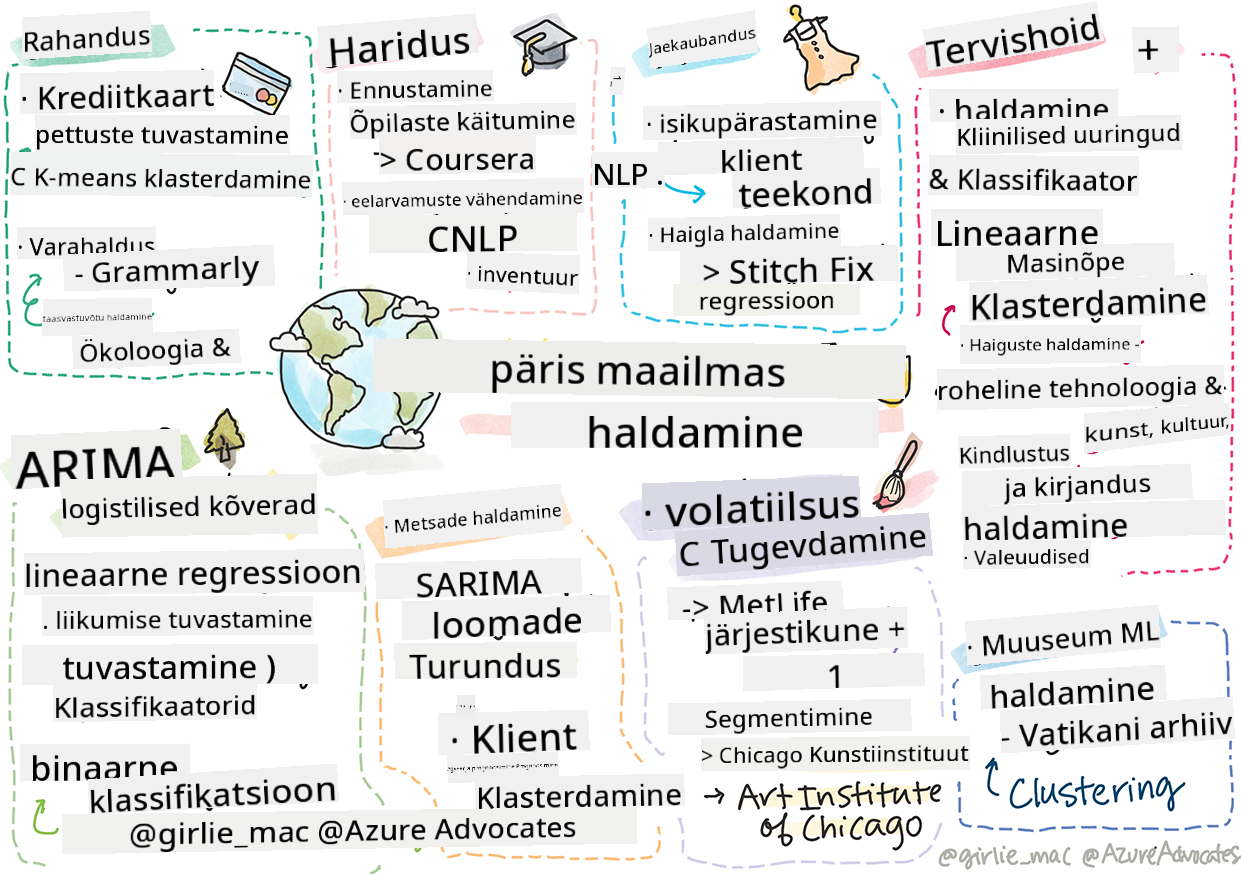 Rahandus
· Krediitkaart
pettuste tuvastamine
C K-means klasterdamine
· Varahaldus
- Grammarly
taasvastuvõtu haldamine
Ökoloogia &
Haridus
· Ennustamine
Õpilaste käitumine
> Coursera
· eelarvamuste vähendamine
CNLP
· inventuur
Jaekaubandus
· isikupärastamine
klient
NLP .
teekond
· Haigla haldamine
> Stitch Fix
regressioon
Tervishoid +
· haldamine
Kliinilised uuringud
& Klassifikaator
Lineaarne
Masinõpe
Klasterdamine
· Haiguste haldamine -
roheline tehnoloogia &
kunst, kultuur,
Kindlustus
ja kirjandus
haldamine
· Valeuudised
päris maailmas
haldamine
ARIMA
logistilised kõverad
lineaarne regressioon
. liikumise tuvastamine
tuvastamine )
Klassifikaatorid
binaarne
klassifikatsioon
@girlie_mac @Azure Advocates
· Metsade haldamine
SARIMA
loomade
Turundus
· Klient
Klasterdamine
· volatiilsus
C Tugevdamine
-> MetLife
järjestikune +
1
Segmentimine
> Chicago Kunstiinstituut
→ Art Institute
of Chicago
· Muuseum ML
haldamine
- Vatikani arhiiv
Clustering
@girlie_mac @AzureAdvocates